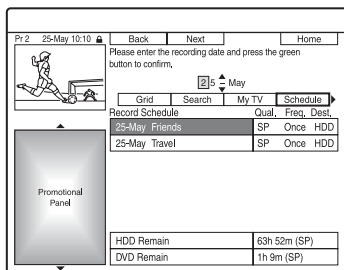 Pr 2 25-May 10:10
Back Next Home
Please enter the recording date and press the green
button to confirm.
25 May
Grid Search My TV Schedule
Record Schedule Qual. Freq. Dest.
25-May Friends SP Once HDD
25-May Travel SP Once HDD
Promotional
Panel
HDD Remain 63h 52m (SP)
DVD Remain 1h 9m (SP)